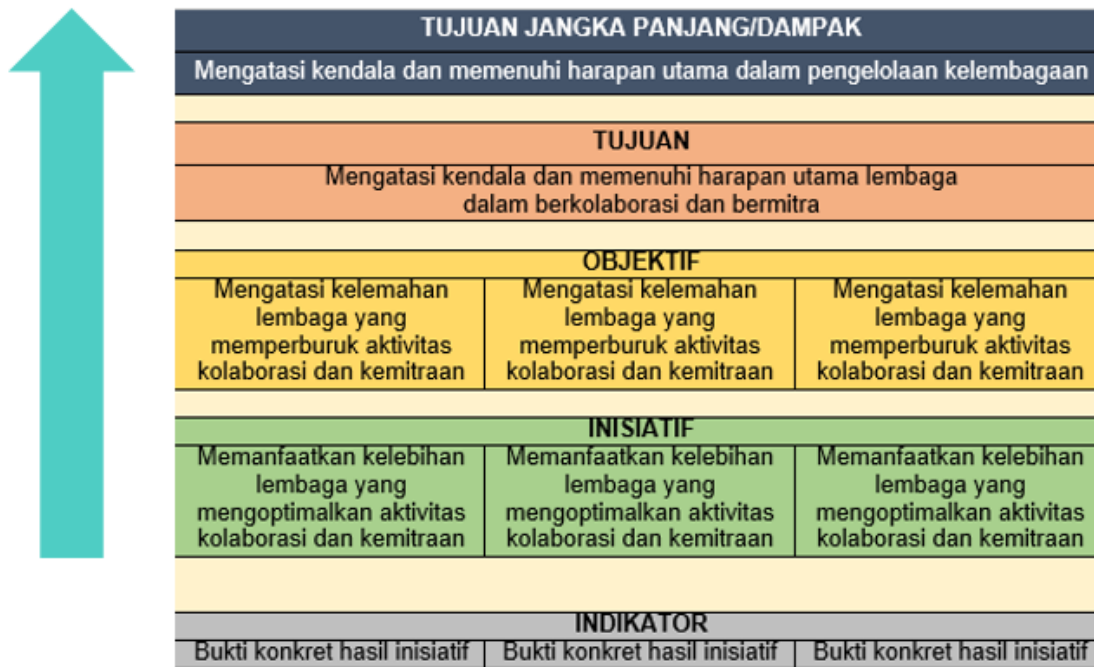 TUJUAN JANGKA PANJANG/DAMPAK
Mengatasi kendala dan memenuhi harapan utama dalam pengelolaan kelembagaan
TUJUAN
Mengatasi kendala dan memenuhi harapan utama lembaga
dalam berkolaborasi dan bermitra
OBJEKTIF
Mengatasi kelemahan
lembaga yang
memperburuk aktivitas
kolaborasi dan kemitraan
Mengatasi kelemahan
lembaga yang
memperburuk aktivitas
kolaborasi dan kemitraan
Mengatasi kelemahan
lembaga yang
memperburuk aktivitas
kolaborasi dan kemitraan
INISIATIF
Memanfaatkan kelebihan
lembaga yang
mengoptimalkan aktivitas
kolaborasi dan kemitraan
Memanfaatkan kelebihan
lembaga yang
mengoptimalkan aktivitas
kolaborasi dan kemitraan
Memanfaatkan kelebihan
lembaga yang
mengoptimalkan aktivitas
kolaborasi dan kemitraan
INDIKATOR
Bukti konkret hasil inisiatif
Bukti konkret hasil inisiatif
Bukti konkret hasil inisiatif